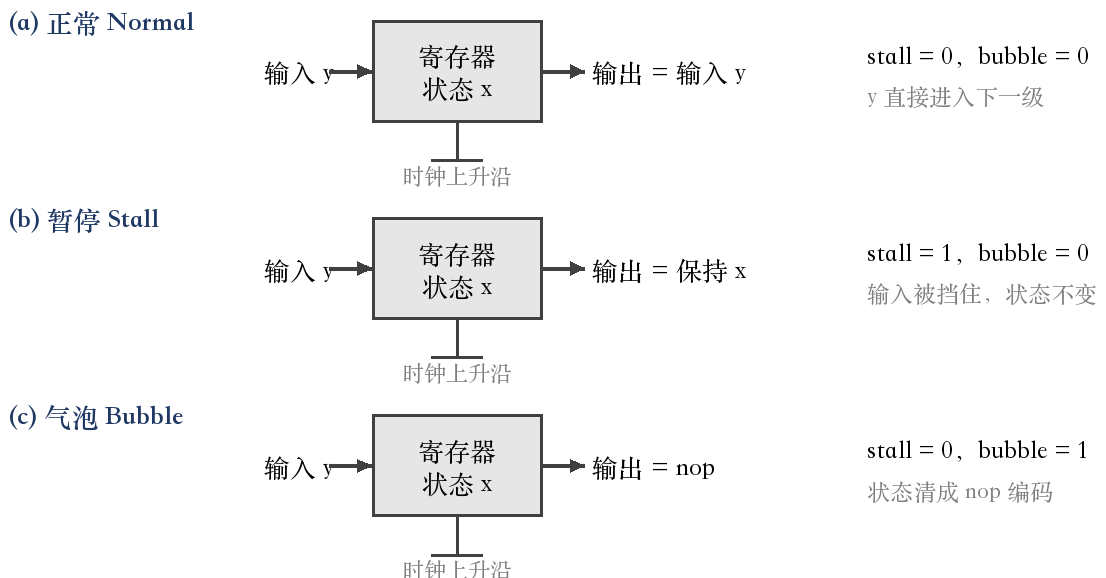 (a) 正常 Normal
输入 y
寄存器
状态 x
输出 = 输入 y
stall = 0，bubble = 0
y 直接进入下一级
时钟上升沿
(b) 暂停 Stall
输入 y
寄存器
状态 x
输出 = 保持 x
stall = 1，bubble = 0
输入被挡住，状态不变
时钟上升沿
(c) 气泡 Bubble
输入 y
寄存器
状态 x
输出 = nop
stall = 0，bubble = 1
状态清成 nop 编码
时钟上升沿